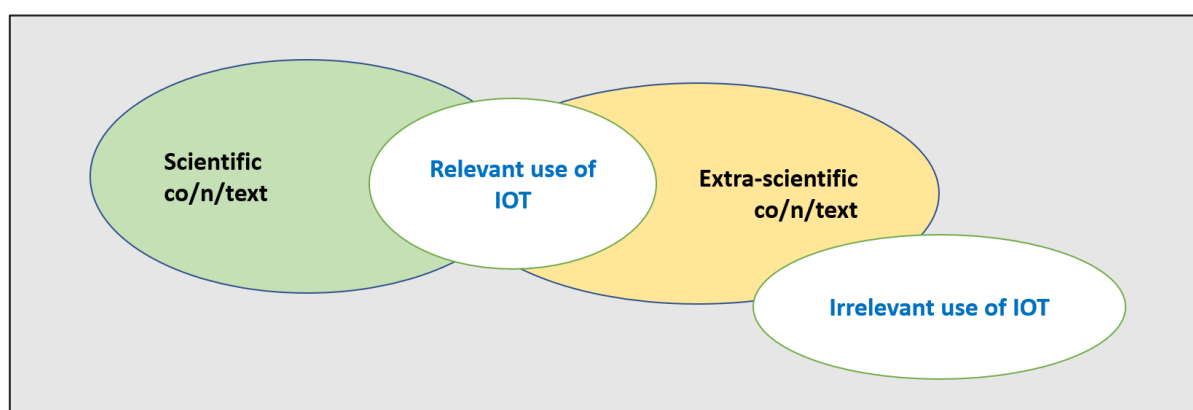 Scientific
co/n/text
Relevant use of
IOT
Extra-scientific
co/n/text
Irrelevant use of IOT